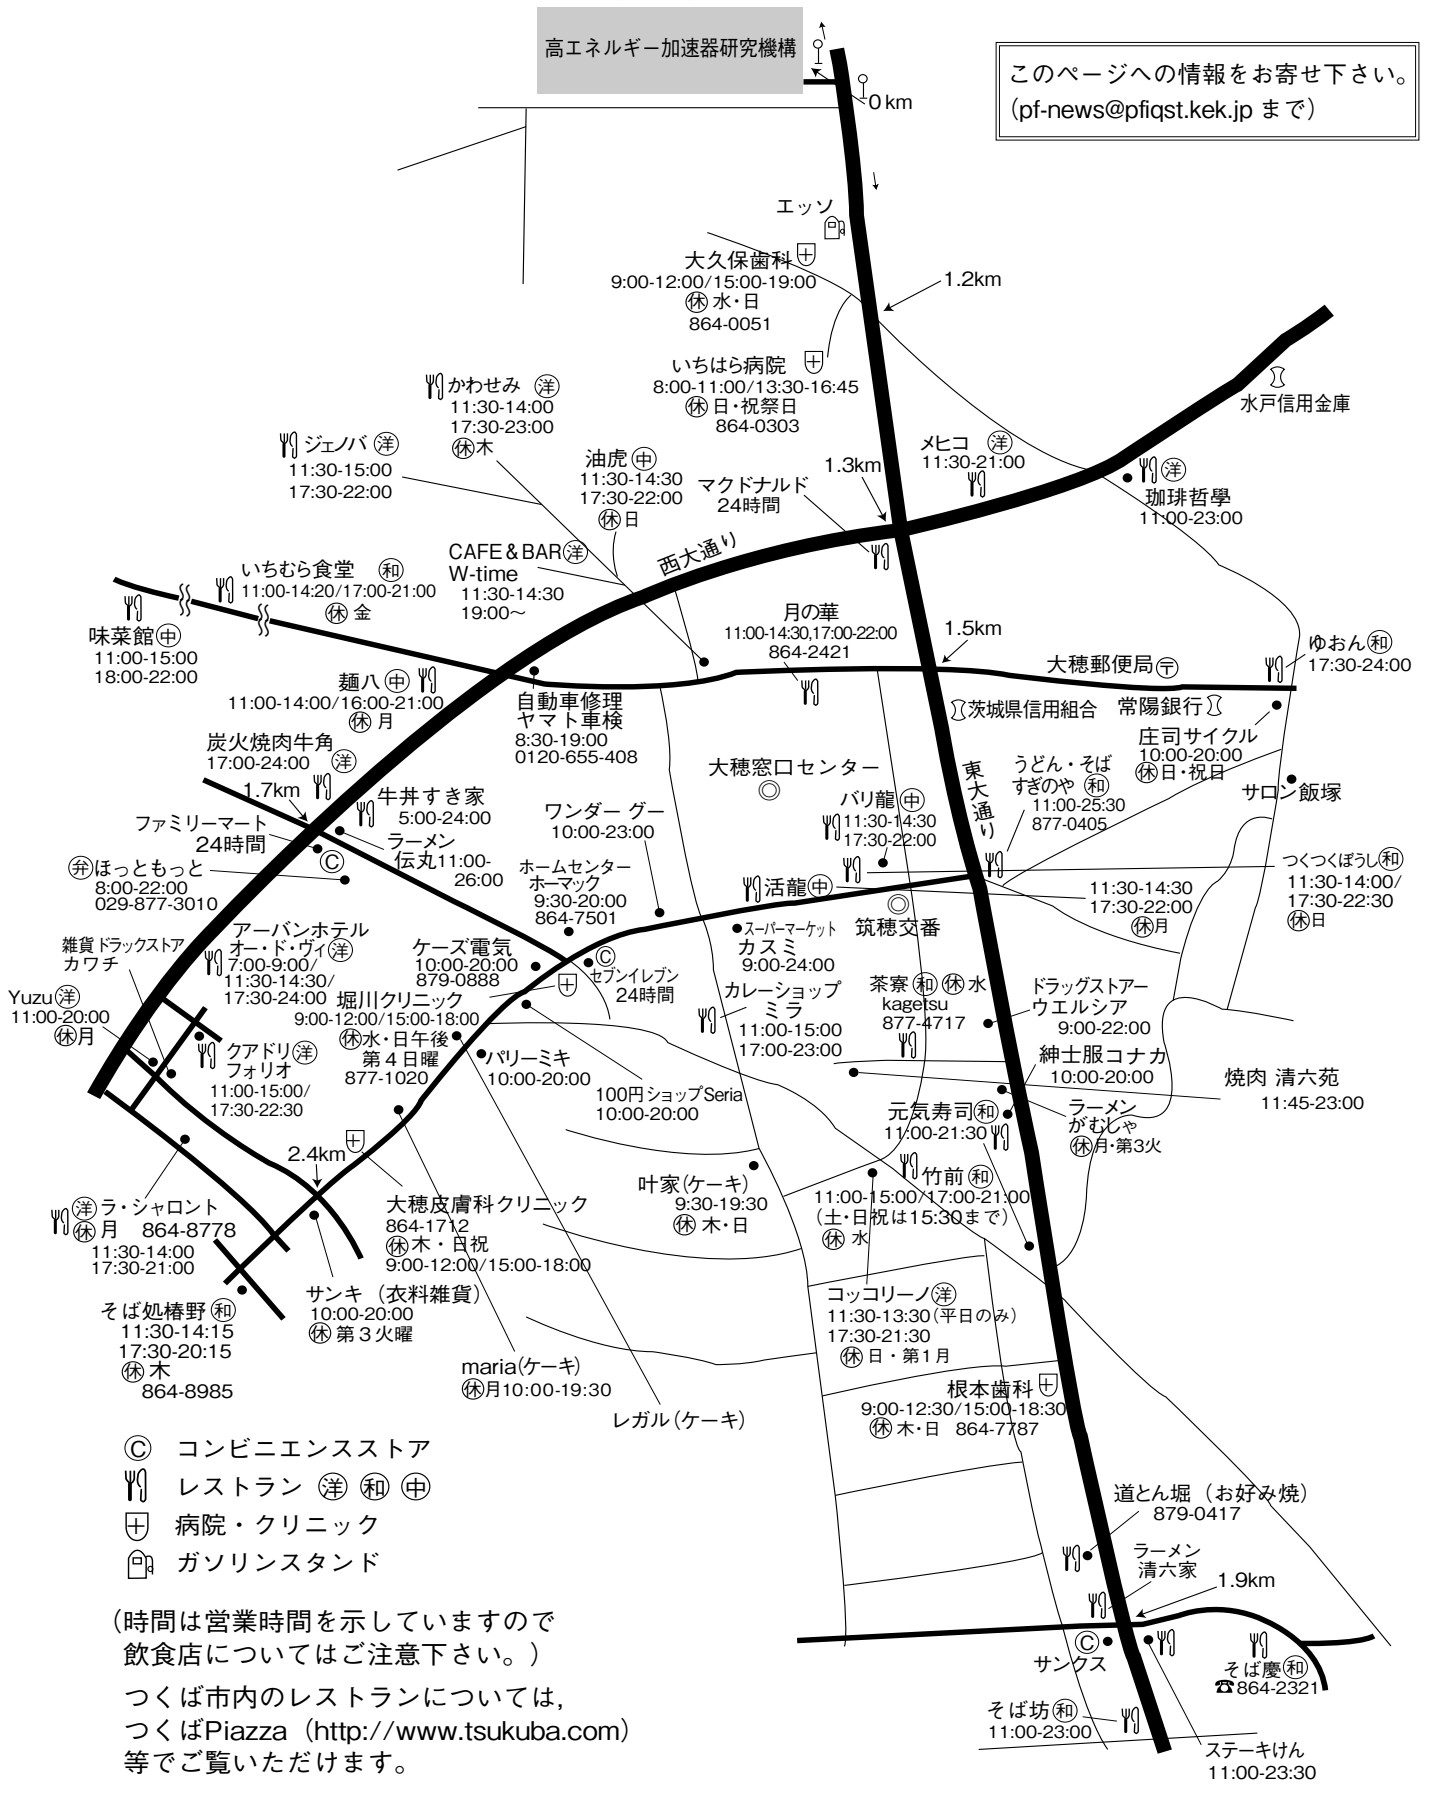 高エネルギー加速器研究機構
このページへの情報をお寄せ下さい。
(pf-news@pfiqst.kek.jp まで)
0 km
エッソ
大久保歯科
9:00-12:00/15:00-19:00
休 水・日
864-0051
1.2km
いちはら病院
8:00-11:00/13:30-16:45
休 日・祝祭日
864-0303
水戸信用金庫
かわせみ 洋
11:30-14:00
17:30-23:00
休 木
ジェノバ 洋
11:30-15:00
17:30-22:00
油虎 中
11:30-14:30
17:30-22:00
休 日
マクドナルド
24時間
1.3km
メヒコ 洋
11:30-21:00
洋
珈琲哲學
11:00-23:00
西大通り
CAFE & BAR 洋
W-time
11:30-14:30
19:00〜
いちむら食堂 和
11:00-14:20/17:00-21:00
休 金
味菜館 中
11:00-15:00
18:00-22:00
月の華
11:00-14:30,17:00-22:00
864-2421
1.5km
大穂郵便局 〒
ゆおん 和
17:30-24:00
麺八 中
11:00-14:00/16:00-21:00
休 月
自動車修理
ヤマト車検
8:30-19:00
0120-655-408
茨城県信用組合
常陽銀行
庄司サイクル
10:00-20:00
休 日・祝日
サロン飯塚
炭火焼肉牛角
17:00-24:00 洋
1.7km
牛丼すき家
5:00-24:00
ファミリーマート
24時間
C
ラーメン
伝丸 11:00-
26:00
弁 ほっともっと
8:00-22:00
029-877-3010
ワンダー グー
10:00-23:00
ホームセンター
ホーマック
9:30-20:00
864-7501
大穂窓口センター
◎
バリ龍 中
11:30-14:30
17:30-22:00
東大通り
うどん・そば
すぎのや 和
11:00-25:30
877-0405
活龍 中
11:30-14:30
17:30-22:00
休 月
つくつくぼうし 和
11:30-14:00/
17:30-22:30
休 日
◎
筑穂交番
スーパーマーケット
カスミ
9:00-24:00
アーバンホテル
オー・ド・ヴィ 洋
7:00-9:00/
11:30-14:30/
17:30-24:00
雑貨 ドラックストア
カワチ
Yuzu 洋
11:00-20:00
休 月
ケーズ電気
10:00-20:00
879-0888
C
セブンイレブン
24時間
堀川クリニック
9:00-12:00/15:00-18:00
休 水・日午後
第4日曜
877-1020
カレーショップ
ミラ
11:00-15:00
17:00-23:00
茶寮 和 休 水
kagetsu
877-4717
ドラッグストアー
ウエルシア
9:00-22:00
紳士服コナカ
10:00-20:00
焼肉 清六苑
11:45-23:00
クアドリ 洋
フォリオ
11:00-15:00/
17:30-22:30
パリーミキ
10:00-20:00
100円ショップSeria
10:00-20:00
元気寿司 和
11:00-21:30
ラーメン
がむしゃ
休 月・第3火
2.4km
洋 ラ・シャロント
休 月 864-8778
11:30-14:00
17:30-21:00
大穂皮膚科クリニック
864-1712
休 木・日祝
9:00-12:00/15:00-18:00
叶家(ケーキ)
9:30-19:30
休 木・日
竹前 和
11:00-15:00/17:00-21:00
(土・日祝は15:30まで)
休 水
そば処椿野 和
11:30-14:15
17:30-20:15
休 木
864-8985
サンキ (衣料雑貨)
10:00-20:00
休 第3火曜
コッコリーノ 洋
11:30-13:30(平日のみ)
17:30-21:30
休 日・第1月
maria(ケーキ)
休 月10:00-19:30
レガル(ケーキ)
根本歯科
9:00-12:30/15:00-18:30
休 木・日 864-7787
道とん堀(お好み焼)
879-0417
ラーメン
清六家
1.9km
C
サンクス
そば慶 和
☎864-2321
そば坊 和
11:00-23:00
ステーキけん
11:00-23:30
C コンビニエンスストア
レストラン 洋 和 中
病院・クリニック
ガソリンスタンド
(時間は営業時間を示していますので
飲食店についてはご注意下さい。)
つくば市内のレストランについては,
つくばPiazza(http://www.tsukuba.com)
等でご覧いただけます。